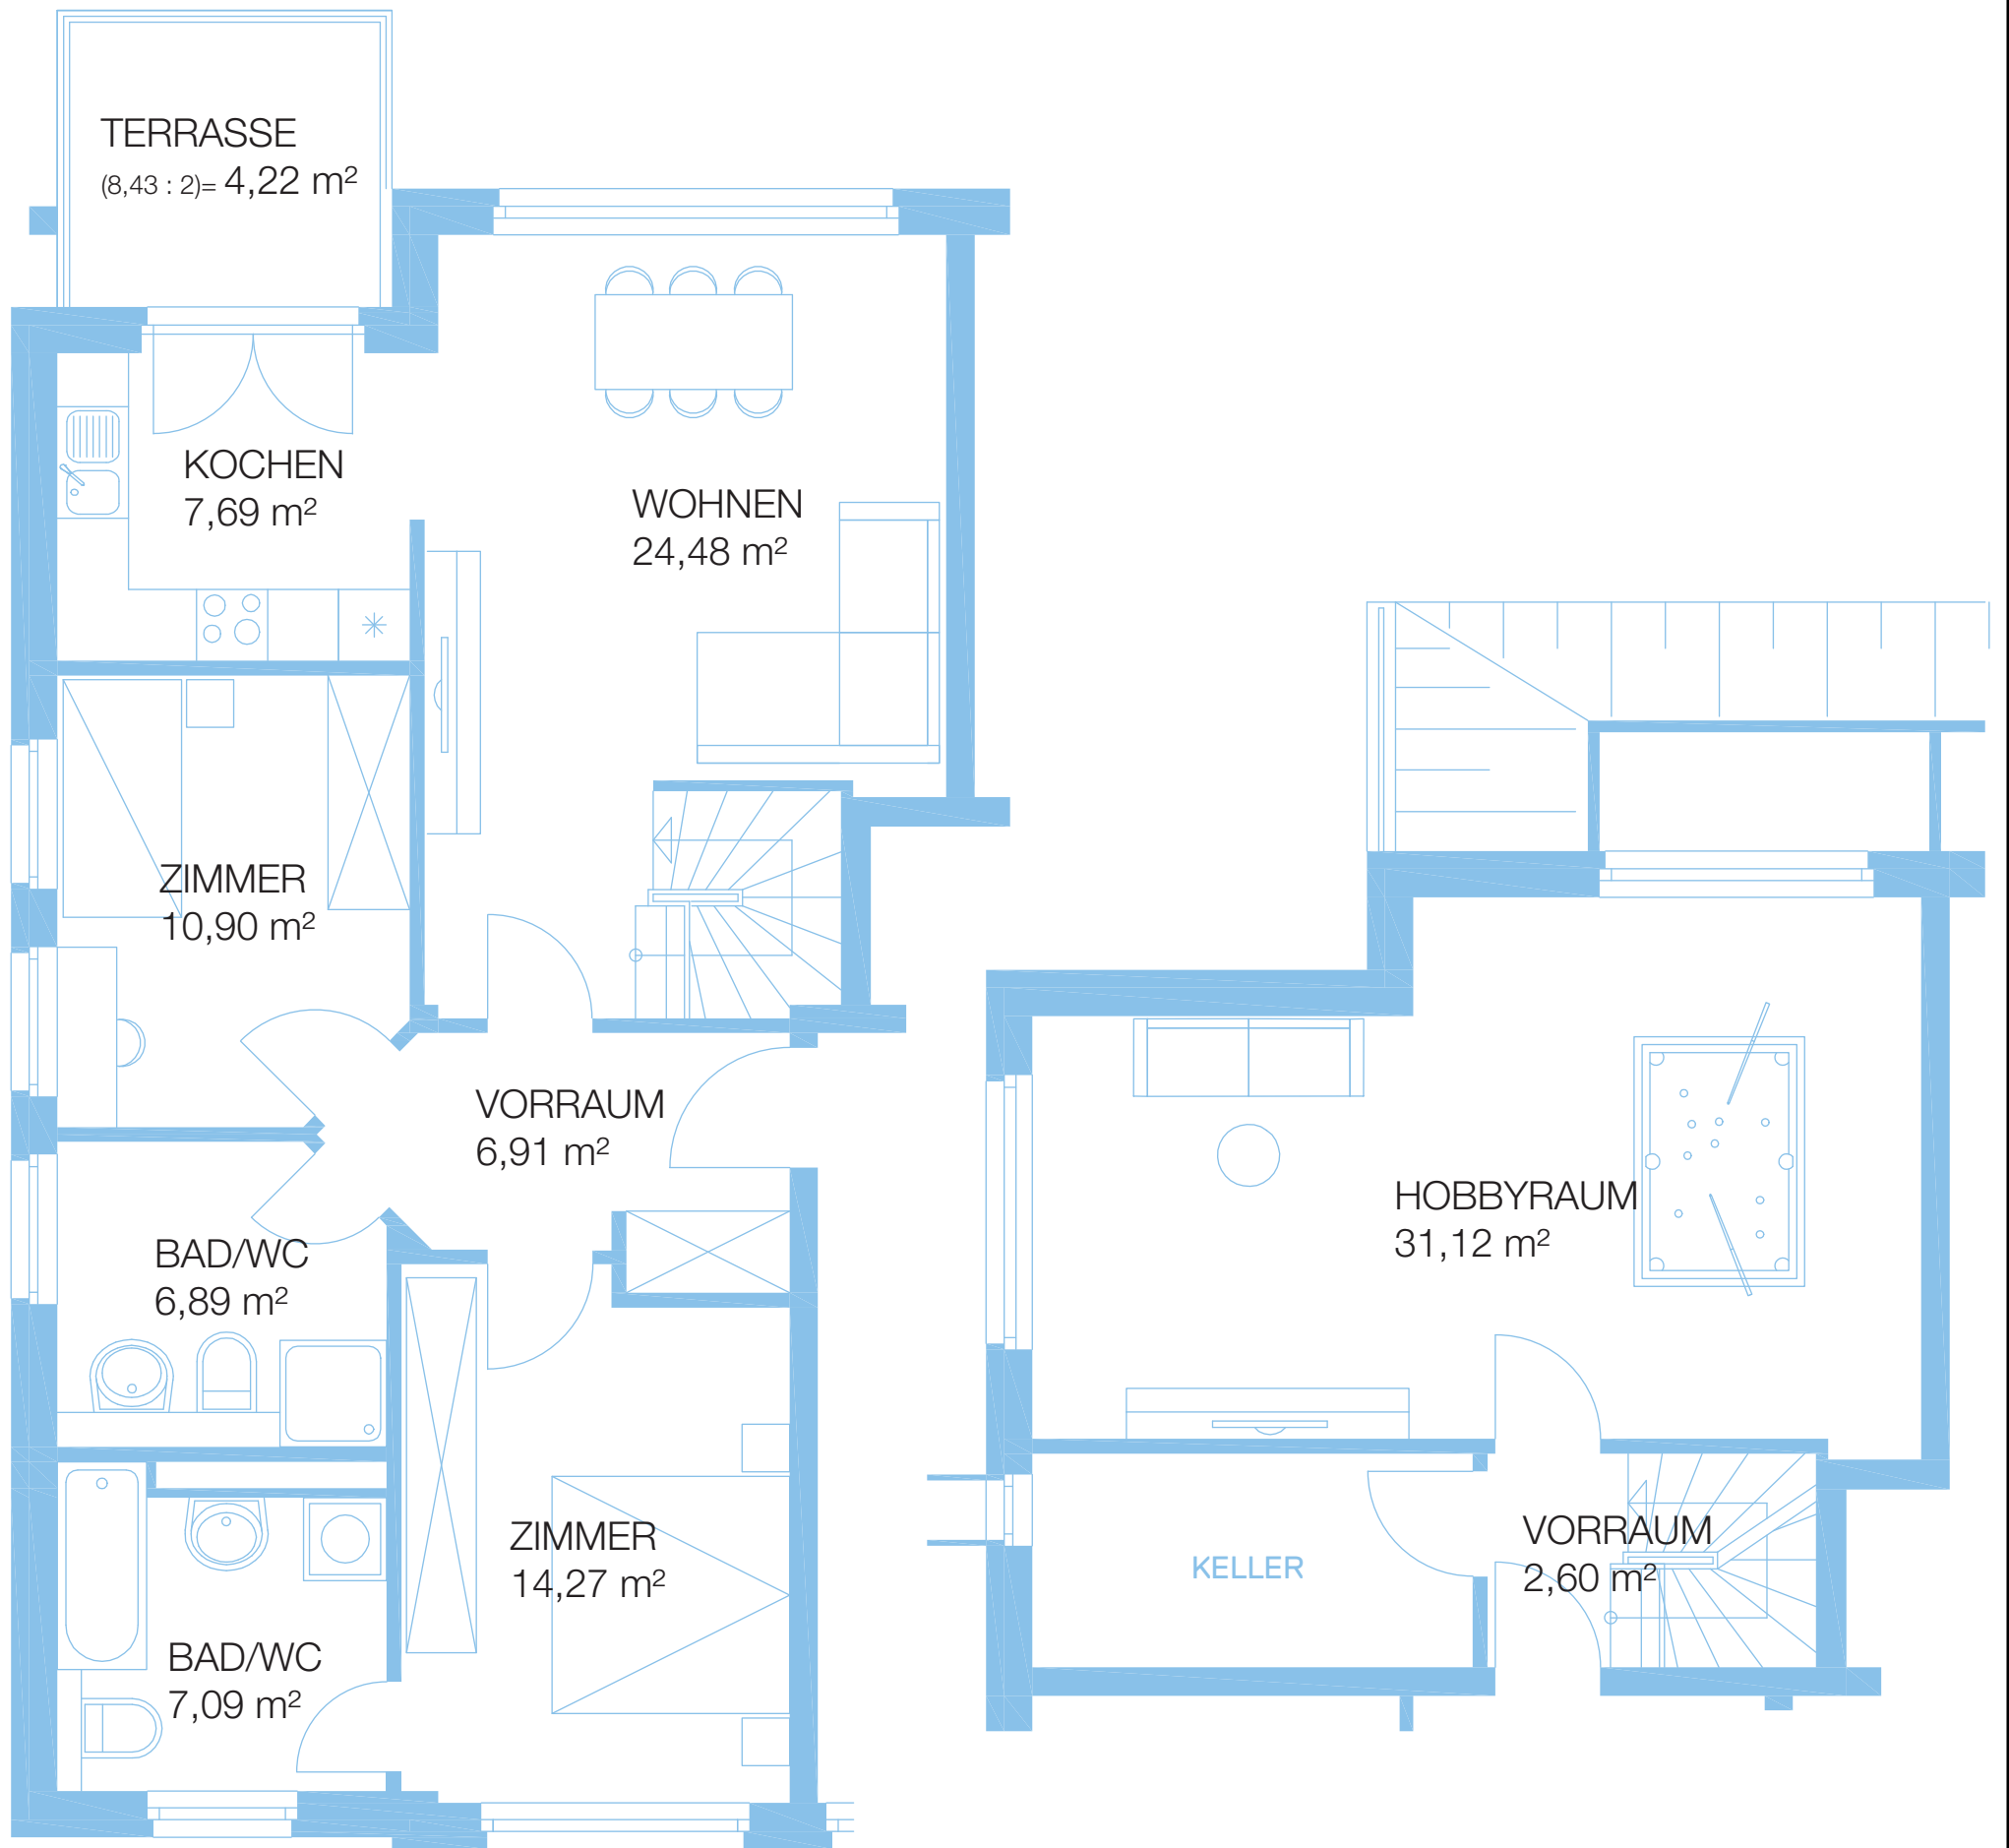 TERRASSE
(8,43 : 2)= 4,22 m²
KOCHEN
7,69 m²
WOHNEN
24,48 m²
ZIMMER
10,90 m²
VORRAUM
6,91 m²
BAD/WC
6,89 m²
ZIMMER
14,27 m²
BAD/WC
7,09 m²
HOBBYRAUM
31,12 m²
KELLER
VORRAUM
2,60 m²